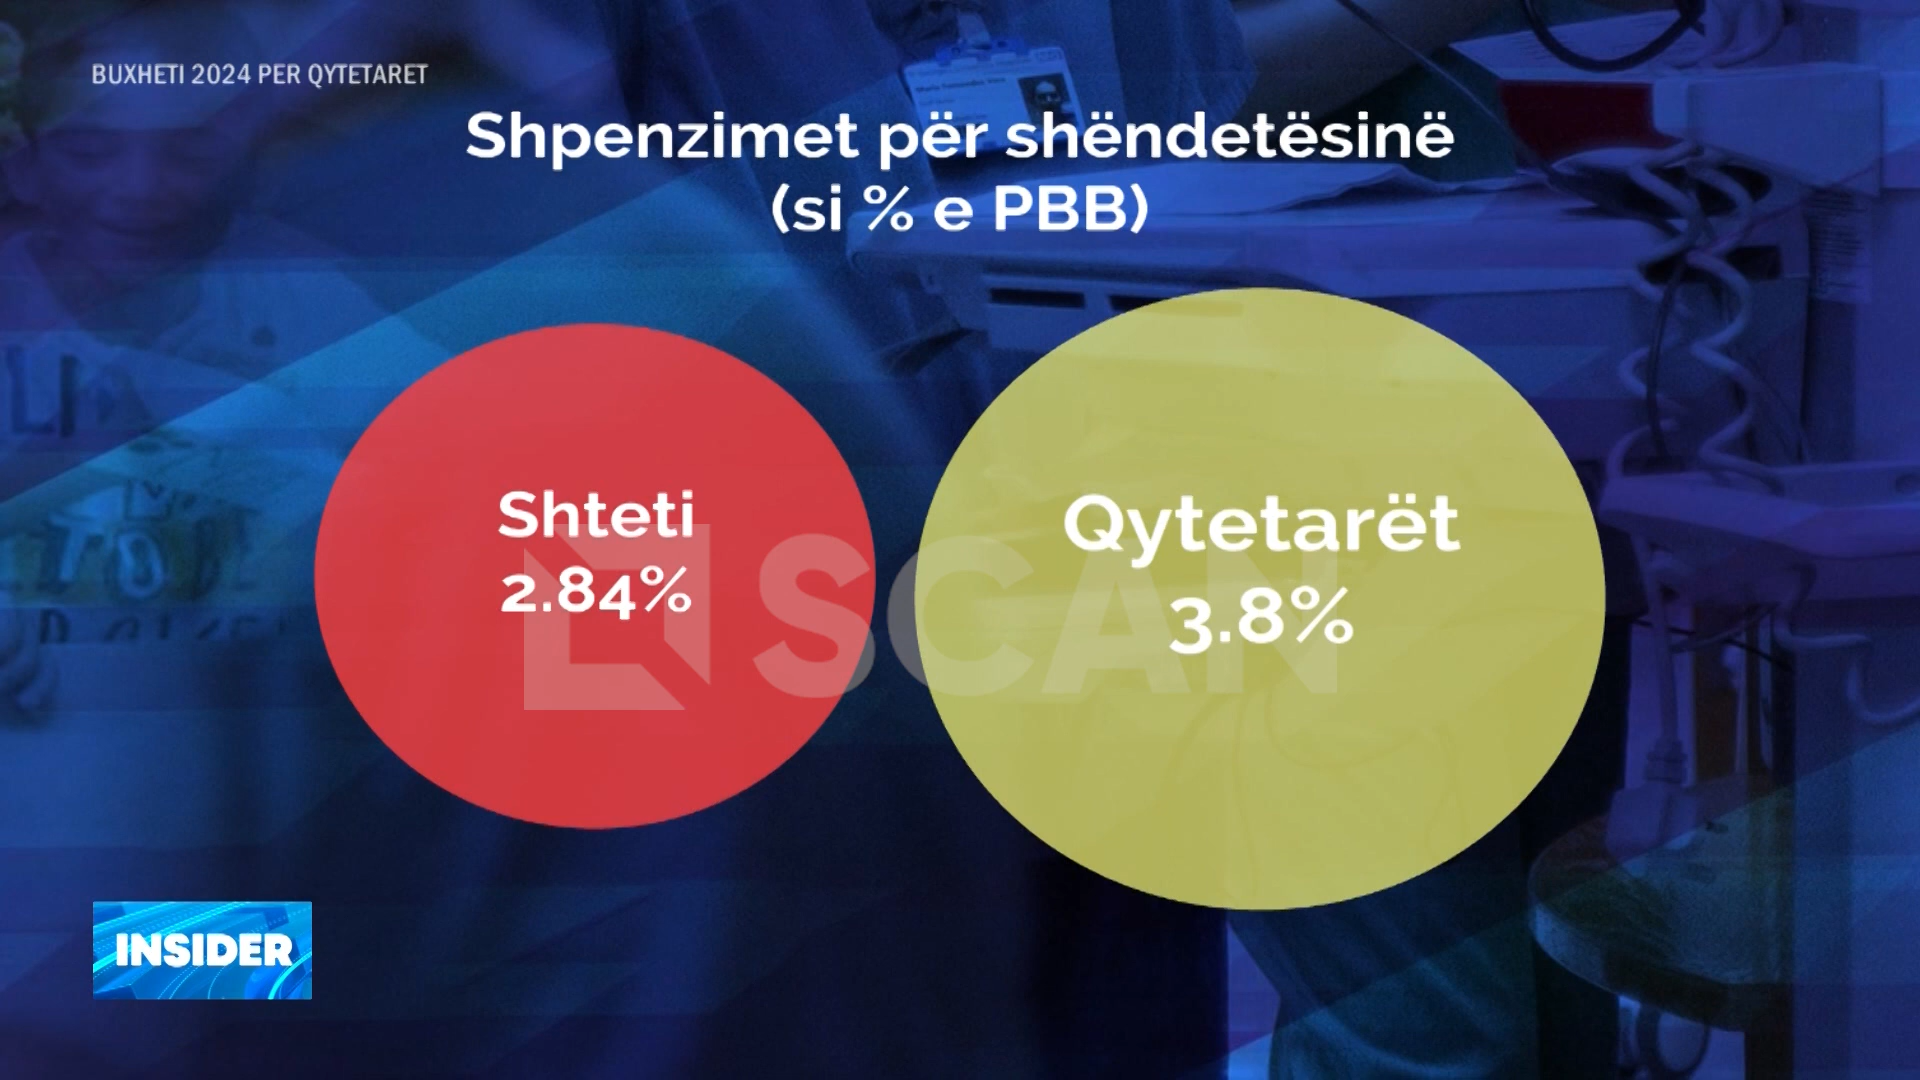 BUXHETI 2024 PER QYTETARET
Shpenzimet për shëndetësinë
(si % e PBB)
Shteti
2.84%
Qytetarët
3.8%
SCAN
INSIDER